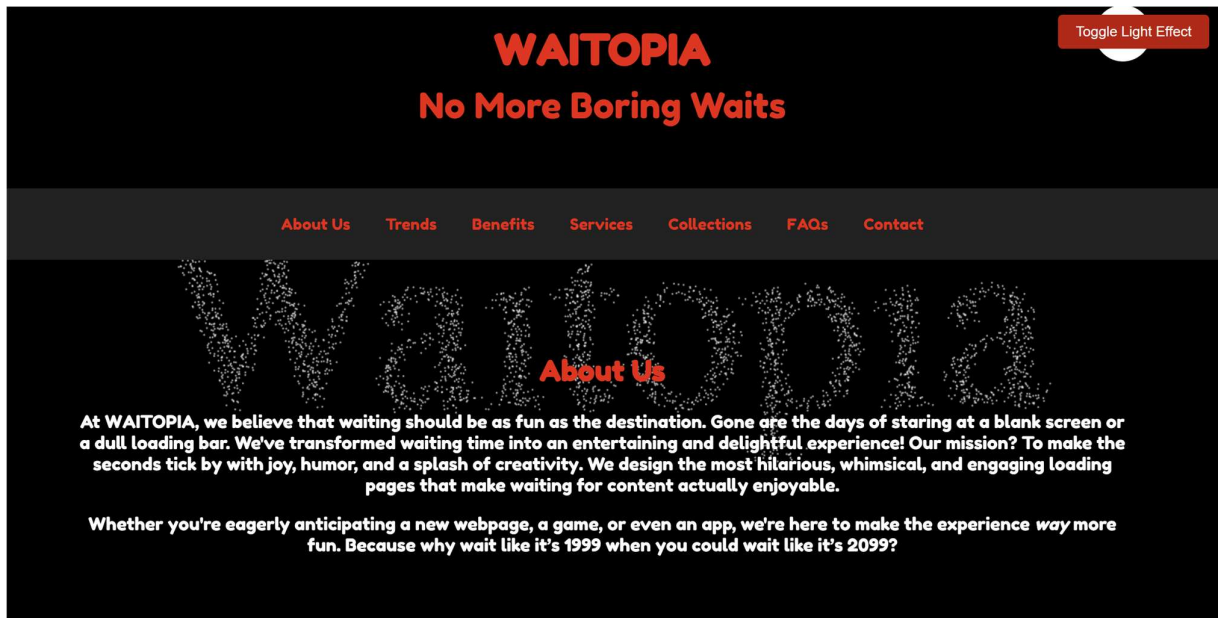 Toggle Light Effect
WAITOPIA
No More Boring Waits
About Us Trends Benefits Services Collections FAQs Contact
Waitopia
About Us
At WAITOPIA, we believe that waiting should be as fun as the destination. Gone are the days of staring at a blank screen or
a dull loading bar. We've transformed waiting time into an entertaining and delightful experience! Our mission? To make the
seconds tick by with joy, humor, and a splash of creativity. We design the most hilarious, whimsical, and engaging loading
pages that make waiting for content actually enjoyable.
Whether you're eagerly anticipating a new webpage, a game, or even an app, we're here to make the experience way more
fun. Because why wait like it’s 1999 when you could wait like it’s 2099?